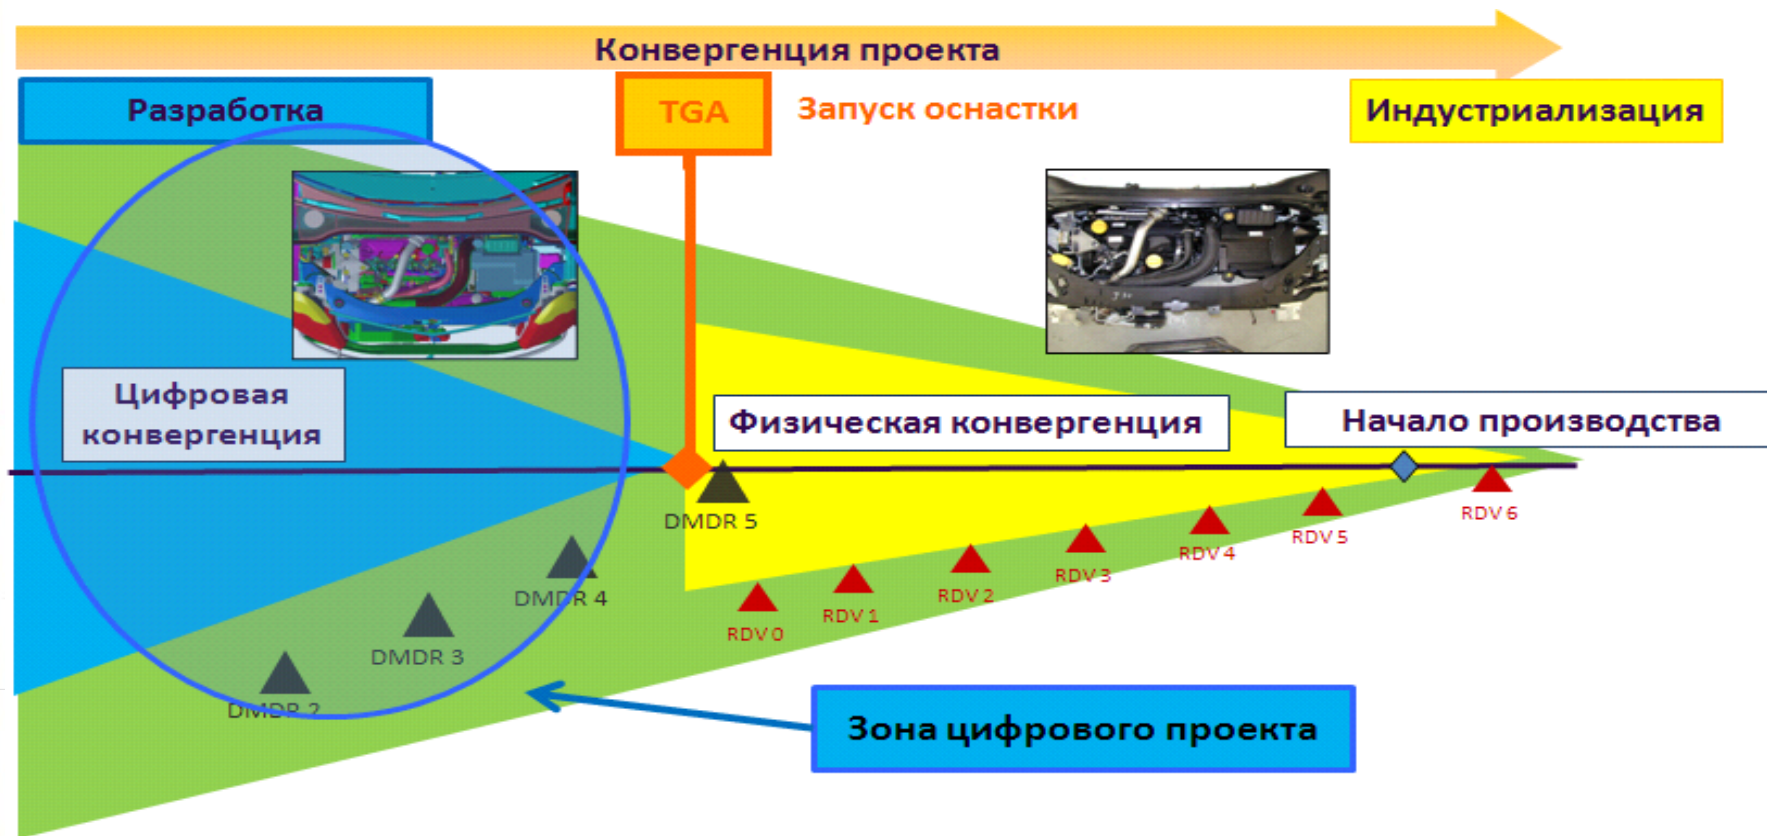 Конвергенция проекта
Разработка
TGA
Запуск оснастки
Индустриализация
Цифровая
конвергенция
Физическая конвергенция
Начало производства
DMDR 5
RDV 6
RDV 5
RDV 4
RDV 3
RDV 2
RDV 1
RDV 0
DMDR 4
DMDR 3
DMDR 2
Зона цифрового проекта